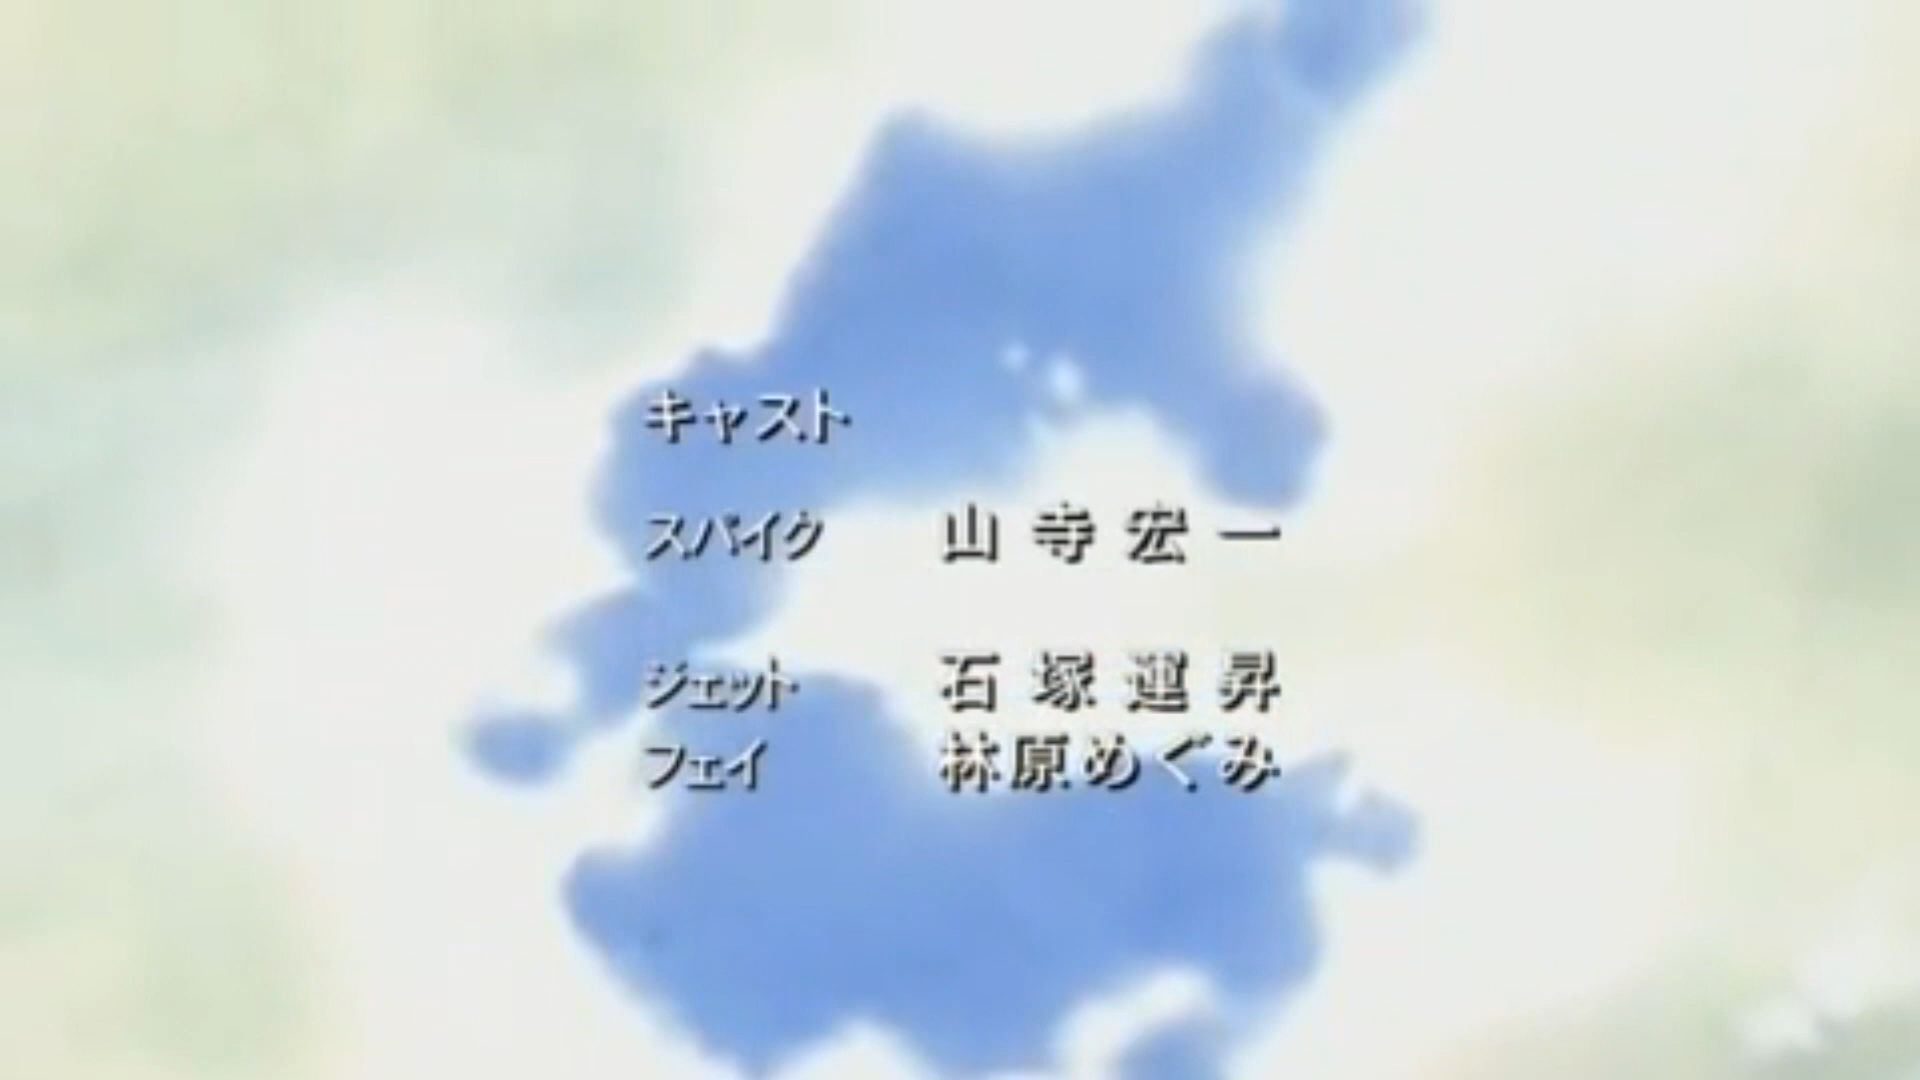 キャスト
スパイク 山寺宏一
ジェット 石塚運昇
フェイ 林原めぐみ